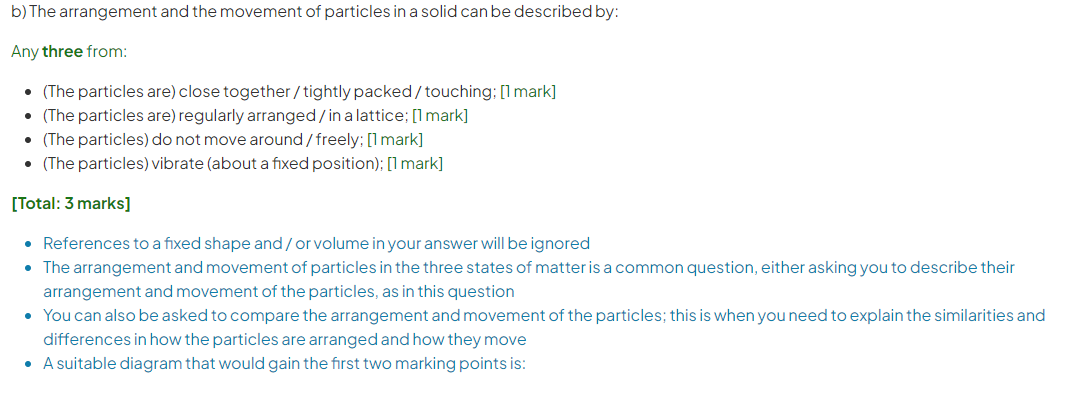 b) The arrangement and the movement of particles in a solid can be described by:
Any three from:
• (The particles are) close together / tightly packed / touching; [1 mark]
• (The particles are) regularly arranged / in a lattice; [1 mark]
• (The particles) do not move around / freely; [1 mark]
• (The particles) vibrate (about a fixed position); [1 mark]
[Total: 3 marks]
• References to a fixed shape and / or volume in your answer will be ignored
• The arrangement and movement of particles in the three states of matter is a common question, either asking you to describe their
arrangement and movement of the particles, as in this question
• You can also be asked to compare the arrangement and movement of the particles; this is when you need to explain the similarities and
differences in how the particles are arranged and how they move
• A suitable diagram that would gain the first two marking points is: